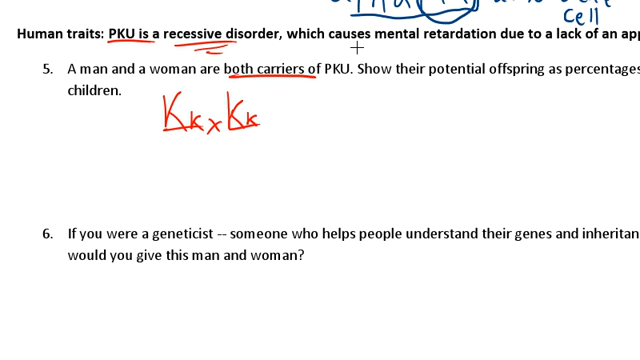 cell
Human traits: PKU is a recessive disorder, which causes mental retardation due to a lack of an
5. A man and a woman are both carriers of PKU. Show their potential offspring as percentages
children.
Kk x Kk
6. If you were a geneticist -- someone who helps people understand their genes and
would you give this man and woman?